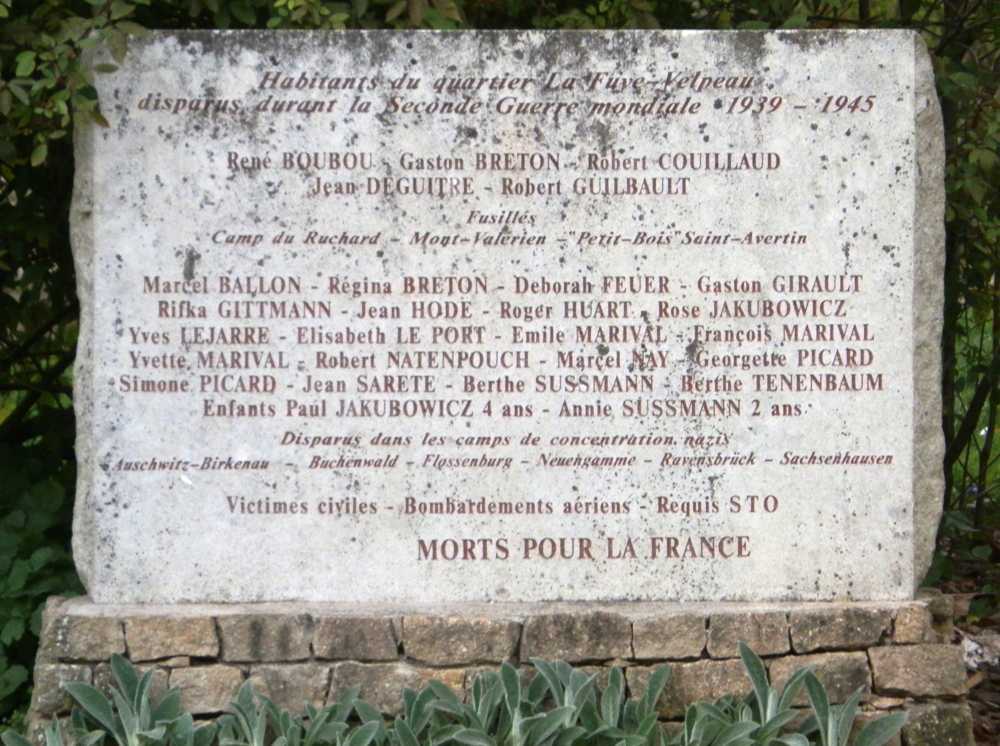 Habitants du quartier La Fuye-Velpeau
disparus durant la Seconde Guerre mondiale 1939 - 1945
René BOUBOU - Gaston BRETON - Robert COUILLAUD
Jean DEGUITRE - Robert GUILBAULT
Fusillés
Camp du Ruchard - Mont-Valérien - "Petit-Bois" Saint-Avertin
Marcel BALLON - Régina BRETON - Deborah FEUER - Gaston GIRAULT
Rifka GITTMANN - Jean HODE - Roger HUART - Rose JAKUBOWICZ
Yves LEJARRE - Elisabeth LE PORT - Emile MARIVAL - François MARIVAL
Yvette MARIVAL - Robert NATENPOUCH - Marcel NAY - Georgette PICARD
Simone PICARD - Jean SARETE - Berthe SUSSMANN - Berthe TENENBAUM
Enfants Paul JAKUBOWICZ 4 ans - Annie SUSSMANN 2 ans
Disparus dans les camps de concentration nazis
Auschwitz-Birkenau - Buchenwald - Flossenburg - Neuengamme - Ravensbrück - Sachsenhausen
Victimes civiles - Bombardements aériens - Requis STO
MORTS POUR LA FRANCE